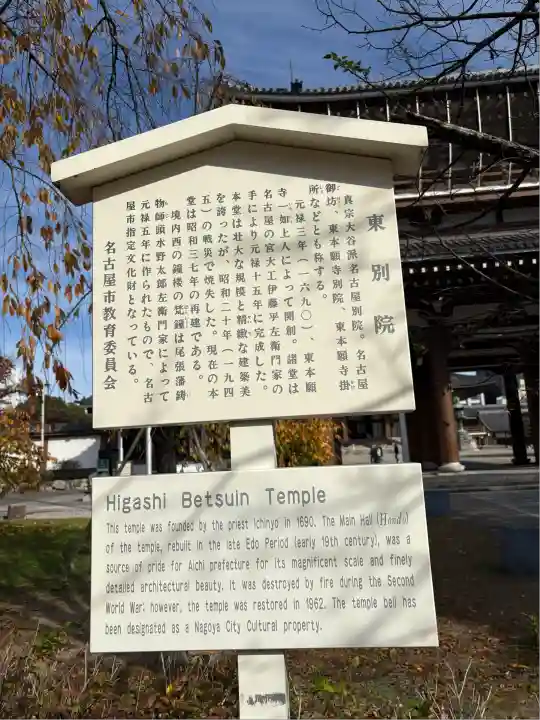 東別院
真宗大谷派名古屋別院。名古屋
御坊、東本願寺別院、東本願寺掛
所などとも称する。
元禄三年（一六九〇）、東本願
寺一如上人によって開創。諸堂は
名古屋の宮大工伊藤平左衛門家の
手により元禄十五年に完成した。
本堂は壮大な規模と精緻な建築美
を誇ったが、昭和二十年（一九四
五）の戦災で焼失した。現在の本
堂は昭和三七年の再建である。
境内西の鐘楼の梵鐘は尾張藩鋳
物師頭水野太郎左衛門家によって
元禄五年に作られたもので、名古
屋市指定文化財となっている。
名古屋市教育委員会
Higashi Betsuin Temple
This temple was founded by the priest Ichinyo in 1690. The Main Hall (Hondo)
of the temple, rebuilt in the late Edo Period (early 19th century), was a
source of pride for Aichi prefecture for its magnificent scale and finely
detailed architectural beauty. It was destroyed by fire during the Second
World War; however, the temple was restored in 1962. The temple bell has
been designated as a Nagoya City Cultural property.